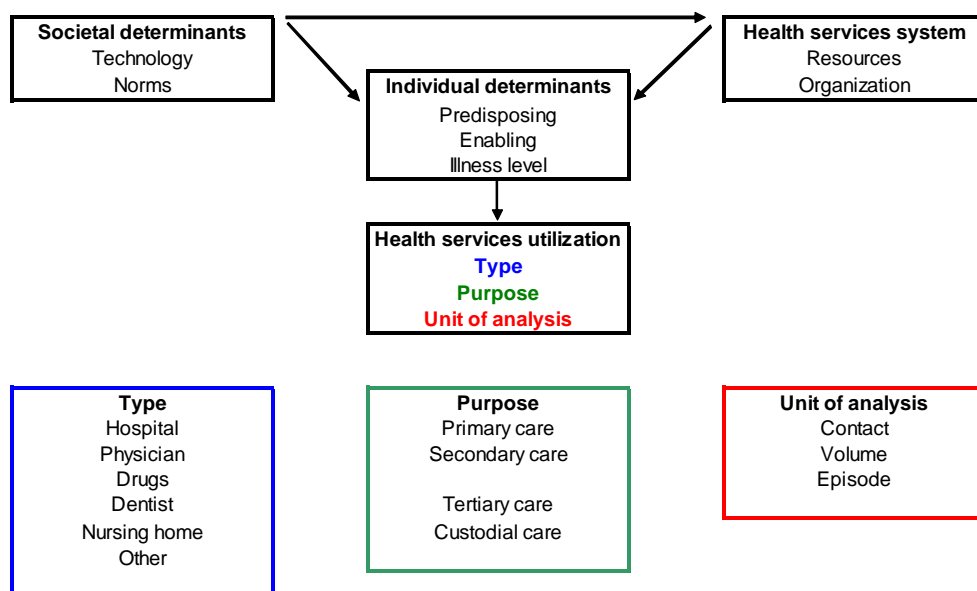 Societal determinants
Technology
Norms
Health services system
Resources
Organization
Individual determinants
Predisposing
Enabling
Illness level
Health services utilization
Type
Purpose
Unit of analysis
Type
Hospital
Physician
Drugs
Dentist
Nursing home
Other
Purpose
Primary care
Secondary care
Tertiary care
Custodial care
Unit of analysis
Contact
Volume
Episode